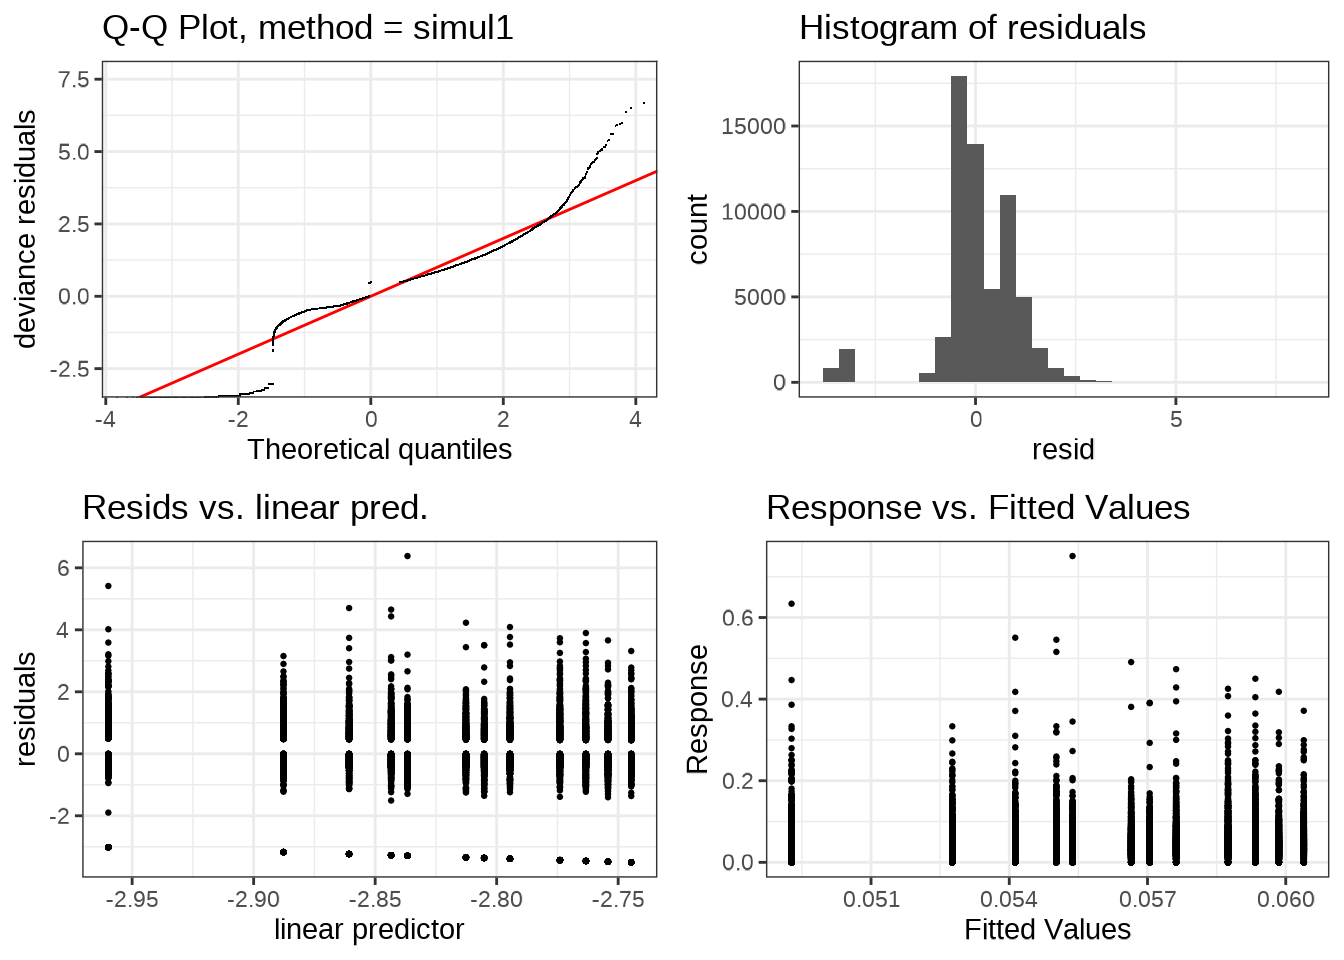 Q-Q Plot, method = simul1
7.5
5.0
2.5
0.0
-2.5
deviance residuals
-4 -2 0 2 4
Theoretical quantiles
Histogram of residuals
15000
10000
5000
0
count
0 5
resid
Resids vs. linear pred.
6
4
2
0
-2
residuals
-2.95 -2.90 -2.85 -2.80 -2.75
linear predictor
Response vs. Fitted Values
0.6
0.4
0.2
0.0
Response
0.051 0.054 0.057 0.060
Fitted Values